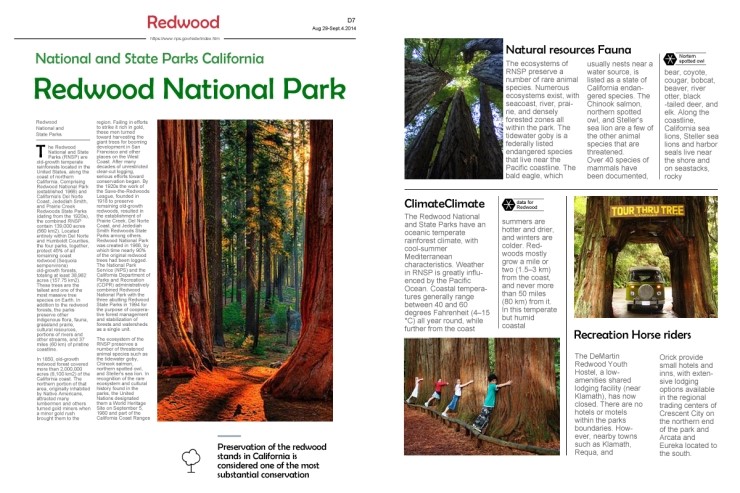 Redwood
D7
Aug 29-Sept 4 2014
https://www.nps.gov/redw/index.htm
National and State Parks California
Redwood National Park
Redwood
National and
State Parks
The Redwood
National and State
Parks (RNSP) are
old-growth temperate
rainforests located in the
United States, along the
coast of northern
California. Comprising
Redwood National Park
(established 1968) and
California's Del Norte
Coast, Jedediah Smith,
and Prairie Creek
Redwoods State Parks
(dating from the 1920s),
the combined RNSP
contain 139,000 acres
(560 km2). Located
entirely within Del Norte
and Humboldt Counties,
the four parks, together,
protect 45% of all
remaining coast
redwood (Sequoia
sempervirens)
old-growth forests,
totaling at least 38,982
acres (157.75 km2).
These trees are the
tallest and one of the
most massive tree
species on Earth. In
addition to the redwood
forests, the parks
preserve other
indigenous flora, fauna,
grassland prairie,
cultural resources,
portions of rivers and
other streams, and 37
miles (60 km) of pristine
coastline.
In 1850, old-growth
redwood forest covered
more than 2,000,000
acres (8,100 km2) of the
California coast. The
northern portion of that
area, originally inhabited
by Native Americans,
attracted many
lumbermen and others
turned gold miners when
a minor gold rush
brought them to the
region. Failing in efforts
to strike it rich in gold,
these men turned
toward harvesting the
giant trees for booming
development in San
Francisco and other
places on the West
Coast. After many
decades of unrestricted
clear-cut logging,
serious efforts toward
conservation began. By
the 1920s the work of
the Save-the-Redwoods
League, founded in
1918 to preserve
remaining old-growth
redwoods, resulted in
the establishment of
Prairie Creek, Del Norte
Coast, and Jedediah
Smith Redwoods State
Parks among others.
Redwood National Park
was created in 1968, by
which time nearly 90%
of the original redwood
trees had been logged.
The National Park
Service (NPS) and the
California Department of
Parks and Recreation
(CDPR) administratively
combined Redwood
National Park with the
three abutting Redwood
State Parks in 1994 for
the purpose of coopera-
tive forest management
and stabilization of
forests and watersheds
as a single unit.
The ecosystem of the
RNSP preserves a
number of threatened
animal species such as
the tidewater goby,
Chinook salmon,
northern spotted owl,
and Steller's sea lion. In
recognition of the rare
ecosystem and cultural
history found in the
parks, the United
Nations designated
them a World Heritage
Site on September 5,
1980 and part of the
California Coast Ranges
Preservation of the redwood
stands in California is
considered one of the most
substantial conservation
Natural resources Fauna
The ecosystems of
RNSP preserve a
number of rare animal
species. Numerous
ecosystems exist, with
seacoast, river, prai-
rie, and densely
forested zones all
within the park. The
tidewater goby is a
federally listed
endangered species
that live near the
Pacific coastline. The
bald eagle, which
usually nests near a
water source, is
listed as a state of
California endan-
gered species. The
Chinook salmon,
northern spotted
owl, and Steller's
sea lion are a few of
the other animal
species that are
threatened.
Over 40 species of
mammals have
been documented,
Nortern
spotted owl
bear, coyote,
cougar, bobcat,
beaver, river
otter, black
-tailed deer, and
elk. Along the
coastline,
California sea
lions, Steller sea
lions and harbor
seals live near
the shore and
on seastacks,
rocky
ClimateClimate
The Redwood National
and State Parks have an
oceanic temperate
rainforest climate, with
cool-summer
Mediterranean
characteristics. Weather
in RNSP is greatly influ-
enced by the Pacific
Ocean. Coastal tempera-
tures generally range
between 40 and 60
degrees Fahrenheit (4–15
°C) all year round, while
further from the coast
data for
Redwood
summers are
hotter and drier,
and winters are
colder. Red-
woods mostly
grow a mile or
two (1.5–3 km)
from the coast,
and never more
than 50 miles
(80 km) from it.
In this temperate
but humid
coastal
TOUR THRU TREE
Recreation Horse riders
The DeMartin
Redwood Youth
Hostel, a low-
amenities shared
lodging facility (near
Klamath), has now
closed. There are no
hotels or motels
within the parks
boundaries. How-
ever, nearby towns
such as Klamath,
Requa, and
Orick provide
small hotels and
inns, with exten-
sive lodging
options available
in the regional
trading centers of
Crescent City on
the northern end
of the park and
Arcata and
Eureka located to
the south.